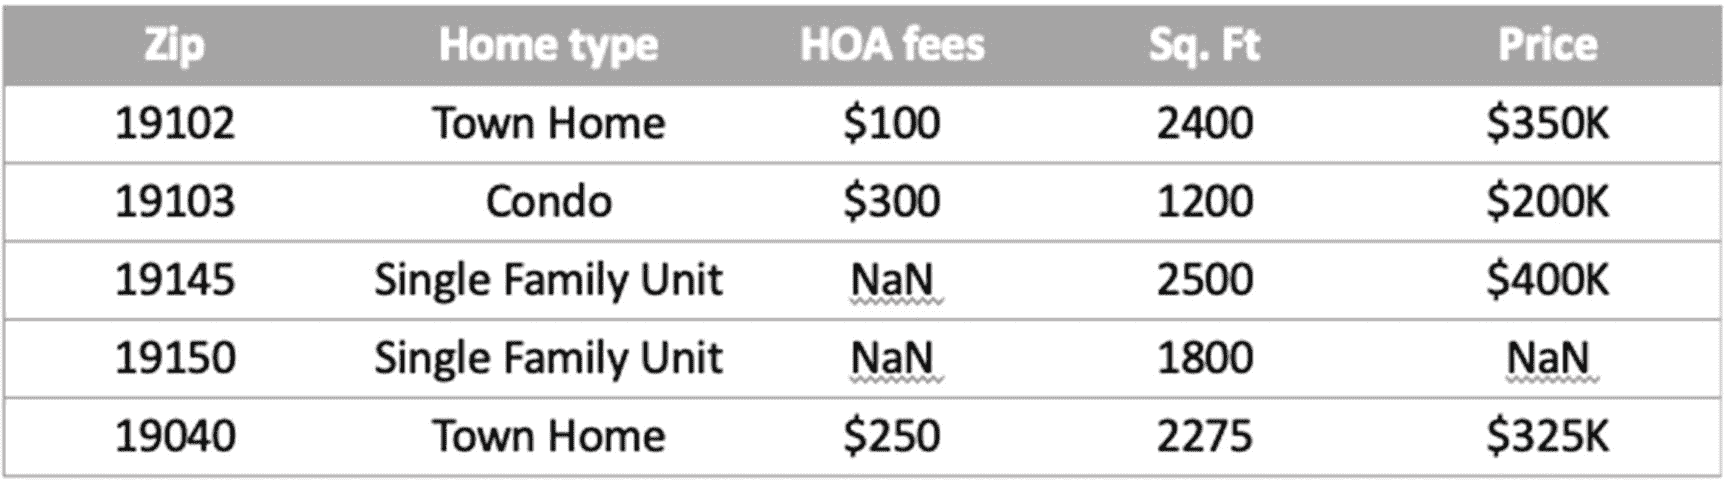 Zip Home type HOA fees Sq. Ft Price
19102 Town Home $100 2400 $350K
19103 Condo $300 1200 $200K
19145 Single Family Unit NaN 2500 $400K
19150 Single Family Unit NaN 1800 NaN
19040 Town Home $250 2275 $325K